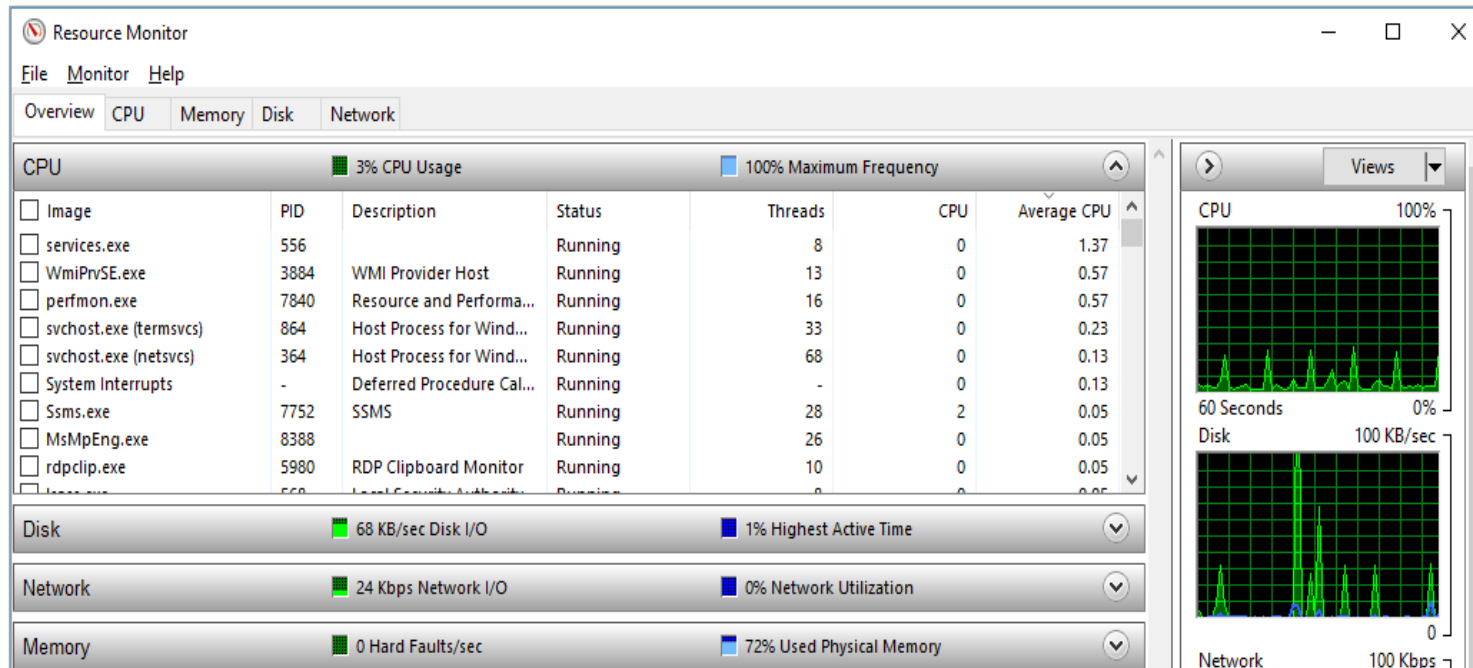 Resource Monitor
File Monitor Help
Overview CPU Memory Disk Network
CPU 3% CPU Usage 100% Maximum Frequency
Image PID Description Status Threads CPU Average CPU
services.exe 556 Running 8 0 1.37
WmiPrvSE.exe 3884 WMI Provider Host Running 13 0 0.57
perfmon.exe 7840 Resource and Performa... Running 16 0 0.57
svchost.exe (termsvcs) 864 Host Process for Wind... Running 33 0 0.23
svchost.exe (netsvcs) 364 Host Process for Wind... Running 68 0 0.13
System Interrupts - Deferred Procedure Cal... Running - 0 0.13
Ssms.exe 7752 SSMS Running 28 2 0.05
MsMpEng.exe 8388 Running 26 0 0.05
rdpclip.exe 5980 RDP Clipboard Monitor Running 10 0 0.05
Disk 68 KB/sec Disk I/O 1% Highest Active Time
Network 24 Kbps Network I/O 0% Network Utilization
Memory 0 Hard Faults/sec 72% Used Physical Memory
Views
CPU 100%
60 Seconds 0%
Disk 100 KB/sec
0
Network 100 Kbps